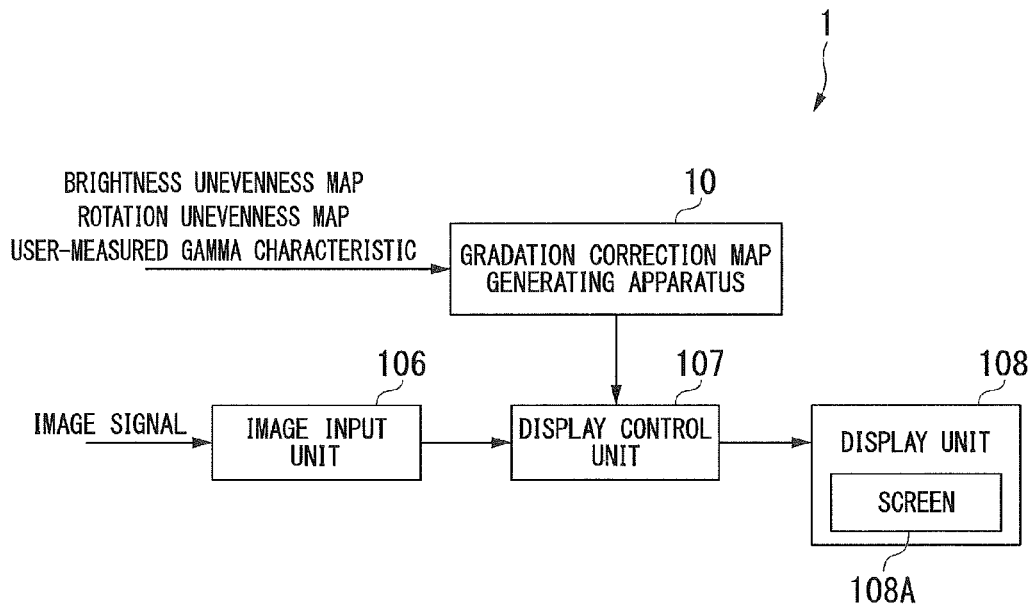 1
BRIGHTNESS UNEVENNESS MAP
ROTATION UNEVENNESS MAP
USER-MEASURED GAMMA CHARACTERISTIC
10
GRADATION CORRECTION MAP
GENERATING APPARATUS
106
107
108
IMAGE SIGNAL
IMAGE INPUT
UNIT
DISPLAY CONTROL
UNIT
DISPLAY UNIT
SCREEN
108A